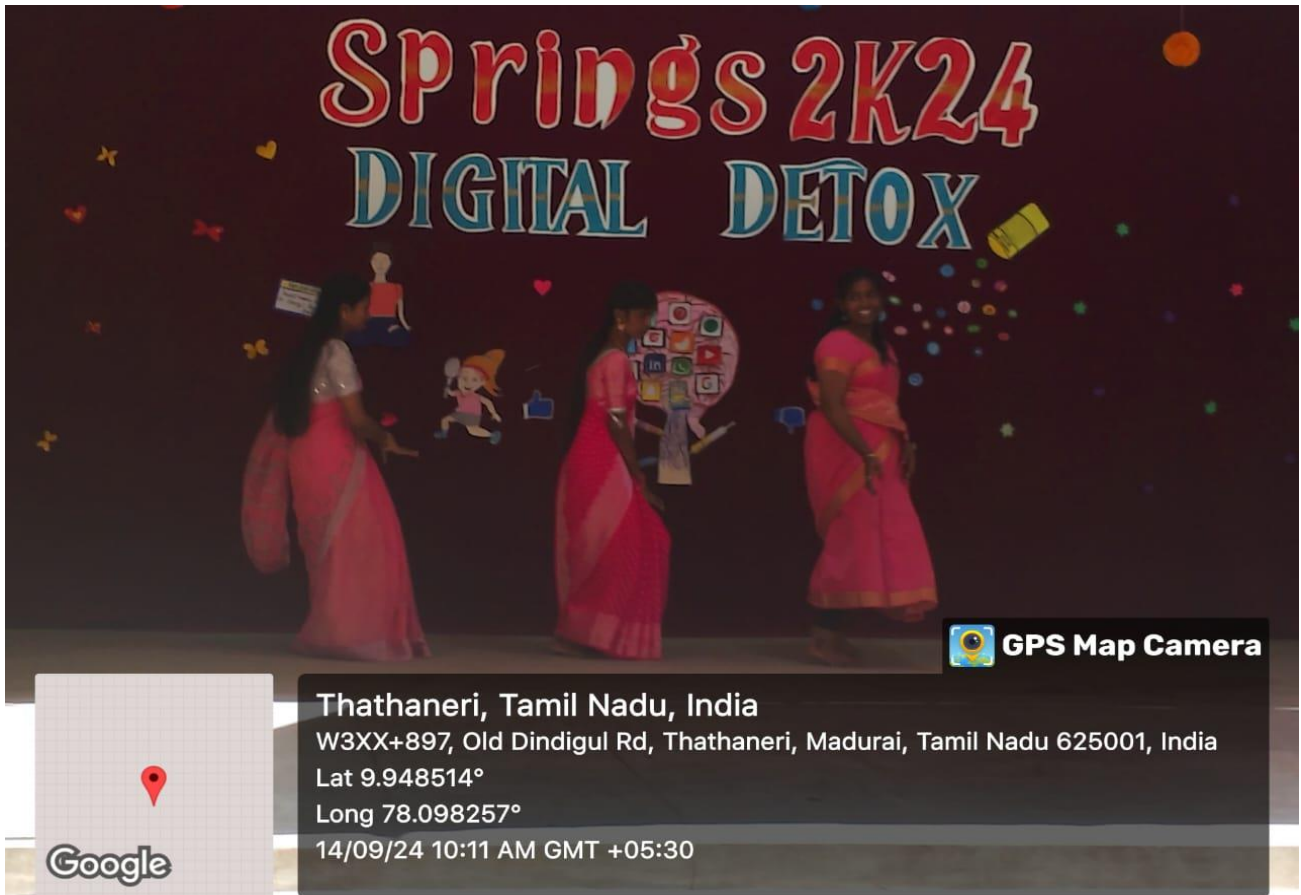 Springs 2K24
DIGITAL DETOX
in
G
GPS Map Camera
Thathaneri, Tamil Nadu, India
W3XX+897, Old Dindigul Rd, Thathaneri, Madurai, Tamil Nadu 625001, India
Lat 9.948514°
Long 78.098257°
14/09/24 10:11 AM GMT +05:30
Google